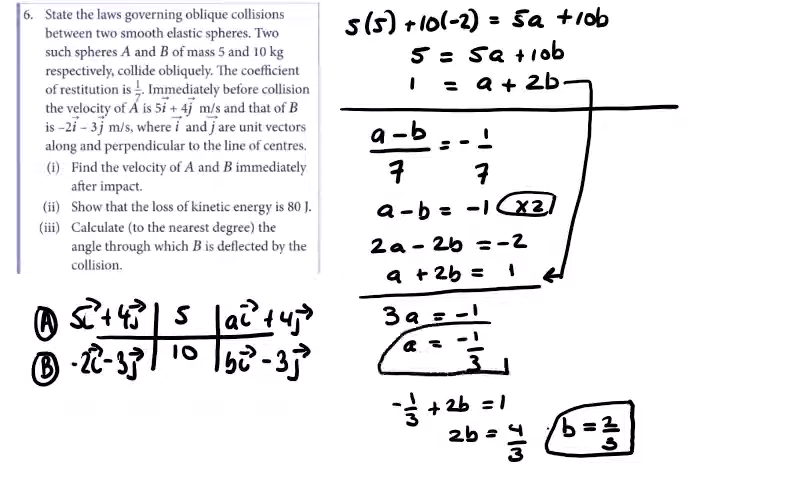 6. State the laws governing oblique collisions
between two smooth elastic spheres. Two
such spheres A and B of mass 5 and 10 kg
respectively, collide obliquely. The coefficient
of restitution is 1/7. Immediately before collision
the velocity of A is 5i⃗ + 4j⃗ m/s and that of B
is –2i⃗ – 3j⃗ m/s, where i⃗ and j⃗ are unit vectors
along and perpendicular to the line of centres.
(i) Find the velocity of A and B immediately
after impact.
(ii) Show that the loss of kinetic energy is 80 J.
(iii) Calculate (to the nearest degree) the
angle through which B is deflected by the
collision.
Ⓐ 5i⃗ + 4j⃗ | 5 | ai⃗ + 4j⃗
Ⓑ -2i⃗ - 3j⃗ | 10 | bi⃗ - 3j⃗
5(5) + 10(-2) = 5a + 10b
5 = 5a + 10b
1 = a + 2b
(a - b)/7 = - 1/7
a - b = -1 (x2)
2a - 2b = -2
a + 2b = 1
3a = -1
a = -1/3
-1/3 + 2b = 1
2b = 4/3 b = 2/3